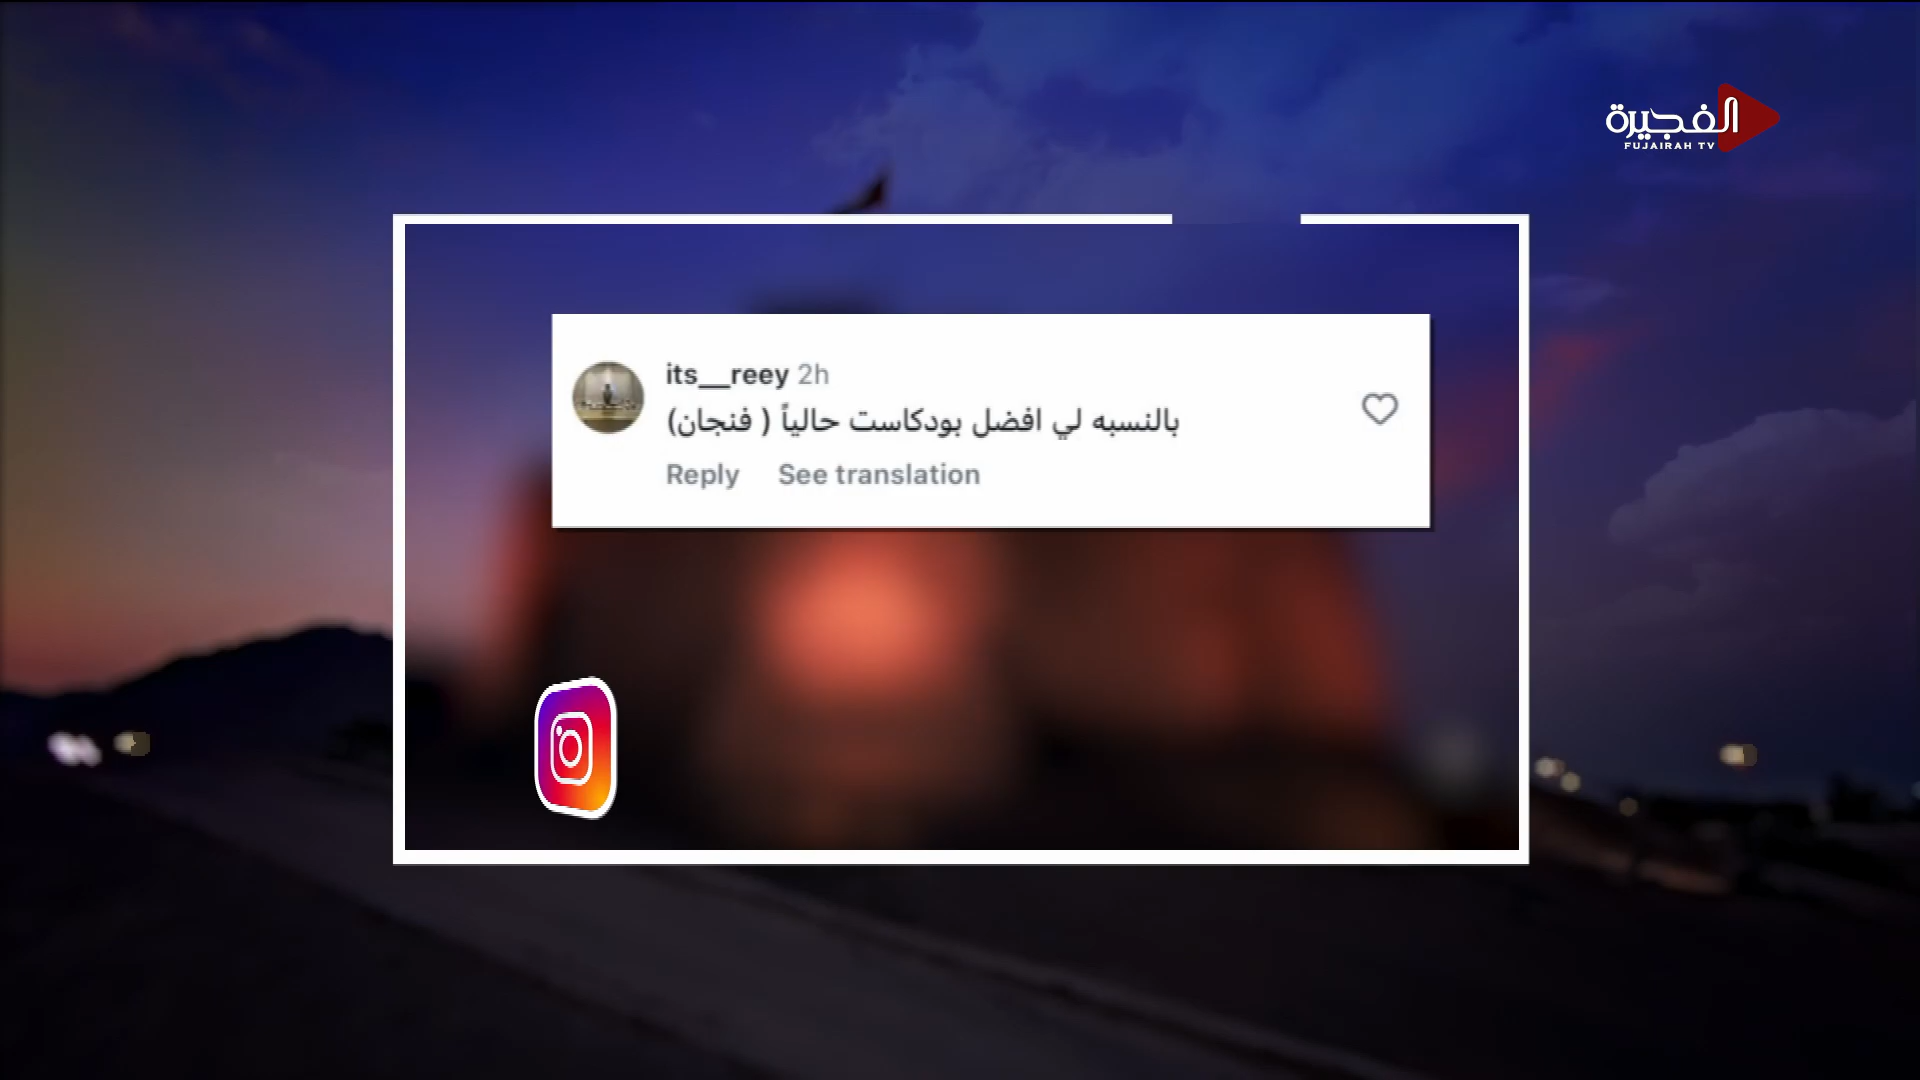 الفجيرة
FUJAIRAH TV
its__reey 2h
بالنسبه لي افضل بودكاست حالياً ( فنجان)
Reply See translation